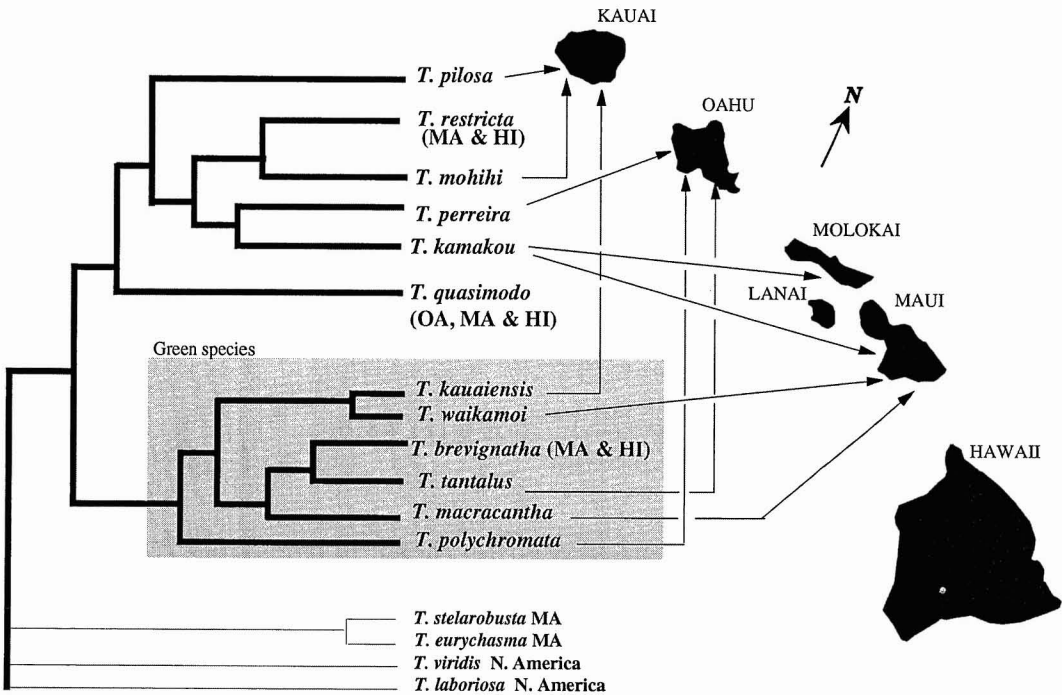 KAUAI
OAHU
N
MOLOKAI
LANAI
MAUI
HAWAII
T. pilosa
T. restricta
(MA & HI)
T. mohihi
T. perreira
T. kamakou
T. quasimodo
(OA, MA & HI)
Green species
T. kauaiensis
T. waikamoi
T. brevignatha (MA & HI)
T. tantalus
T. macracantha
T. polychromata
T. stelarobusta MA
T. eurychasma MA
T. viridis N. America
T. laboriosa N. America